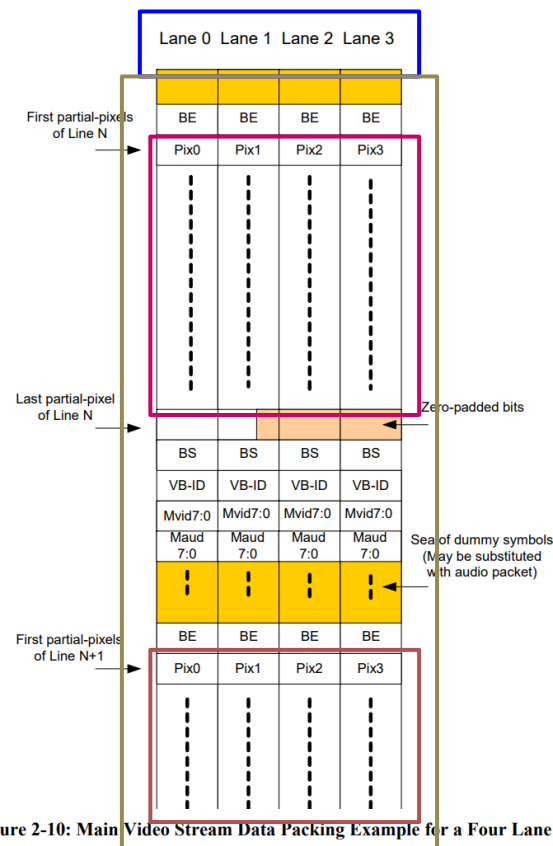 Lane 0 Lane 1 Lane 2 Lane 3
BE BE BE BE
First partial-pixels
of Line N
Pix0 Pix1 Pix2 Pix3
Last partial-pixel
of Line N
Zero-padded bits
BS BS BS BS
VB-ID VB-ID VB-ID VB-ID
Mvid7:0 Mvid7:0 Mvid7:0 Mvid7:0
Maud Maud Maud Maud
7:0 7:0 7:0 7:0
Sea of dummy symbols
(May be substituted
with audio packet)
BE BE BE BE
First partial-pixels
of Line N+1
Pix0 Pix1 Pix2 Pix3
ure 2-10: Main Video Stream Data Packing Example for a Four Lane